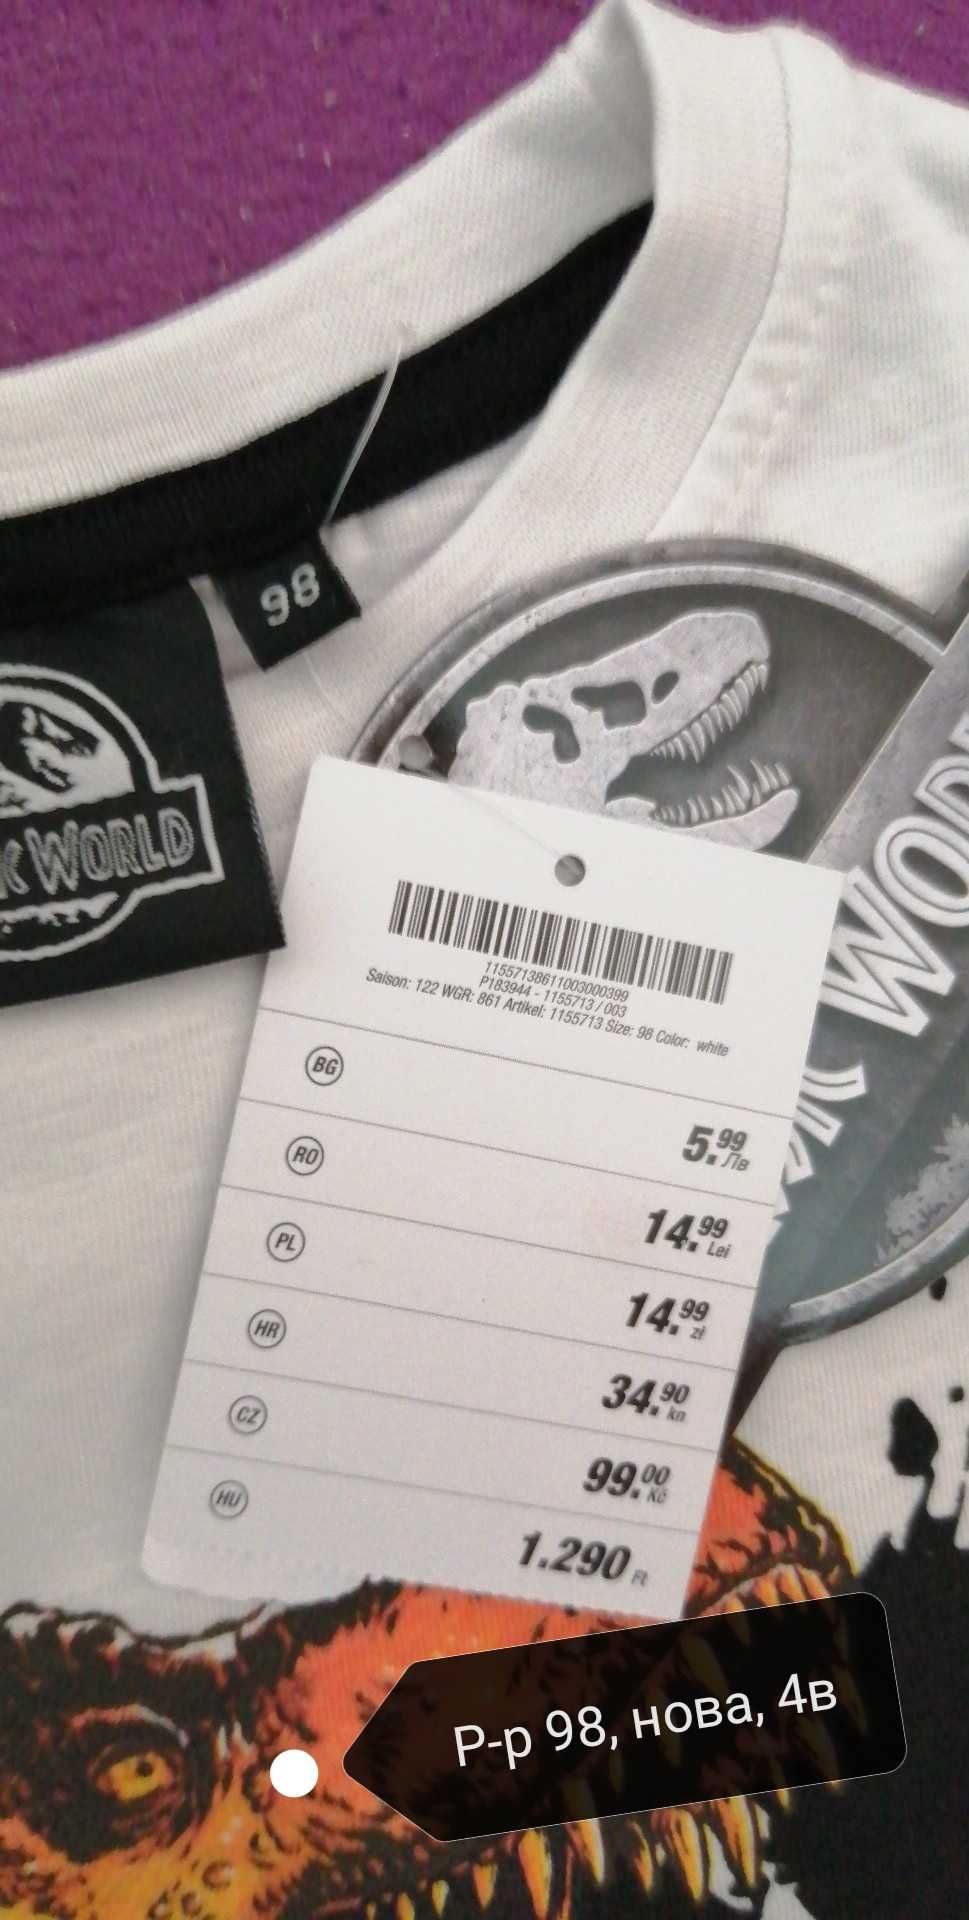 98
WORLD
11557138611003000399
P183944 - 1155713 / 003
Saison: 122 WGR: 861 Artikel: 1155713 Size: 98 Color: white
BG
5.99 Лв
RO
14.99 Lei
PL
14.99 zł
HR
34.90 kn
CZ
99.00 Kč
HU
1.290 Ft
Р-р 98, нова, 4в